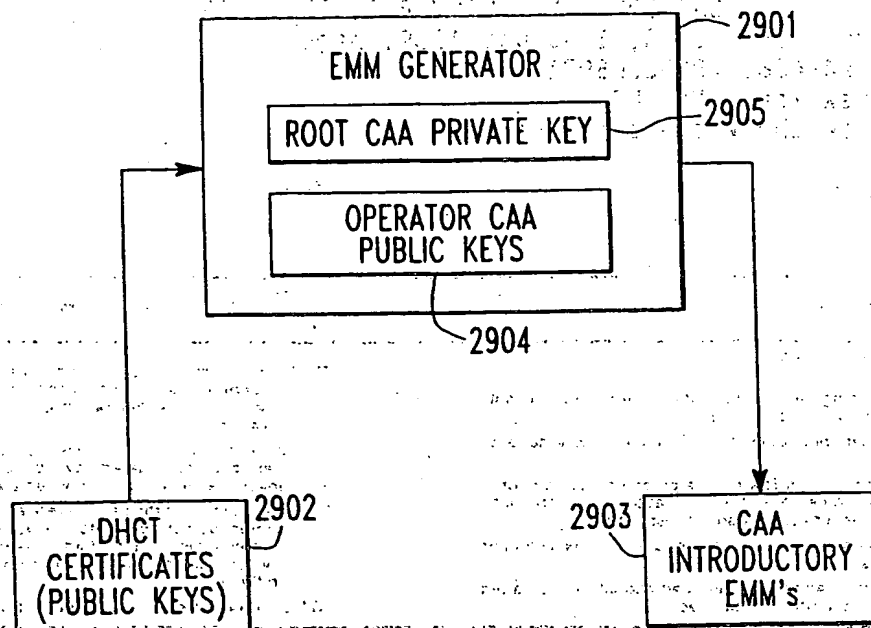 2901
EMM GENERATOR
ROOT CAA PRIVATE KEY
2905
OPERATOR CAA
PUBLIC KEYS
2904
2902
DHCT
CERTIFICATES
(PUBLIC KEYS)
2903
CAA
INTRODUCTORY
EMM's